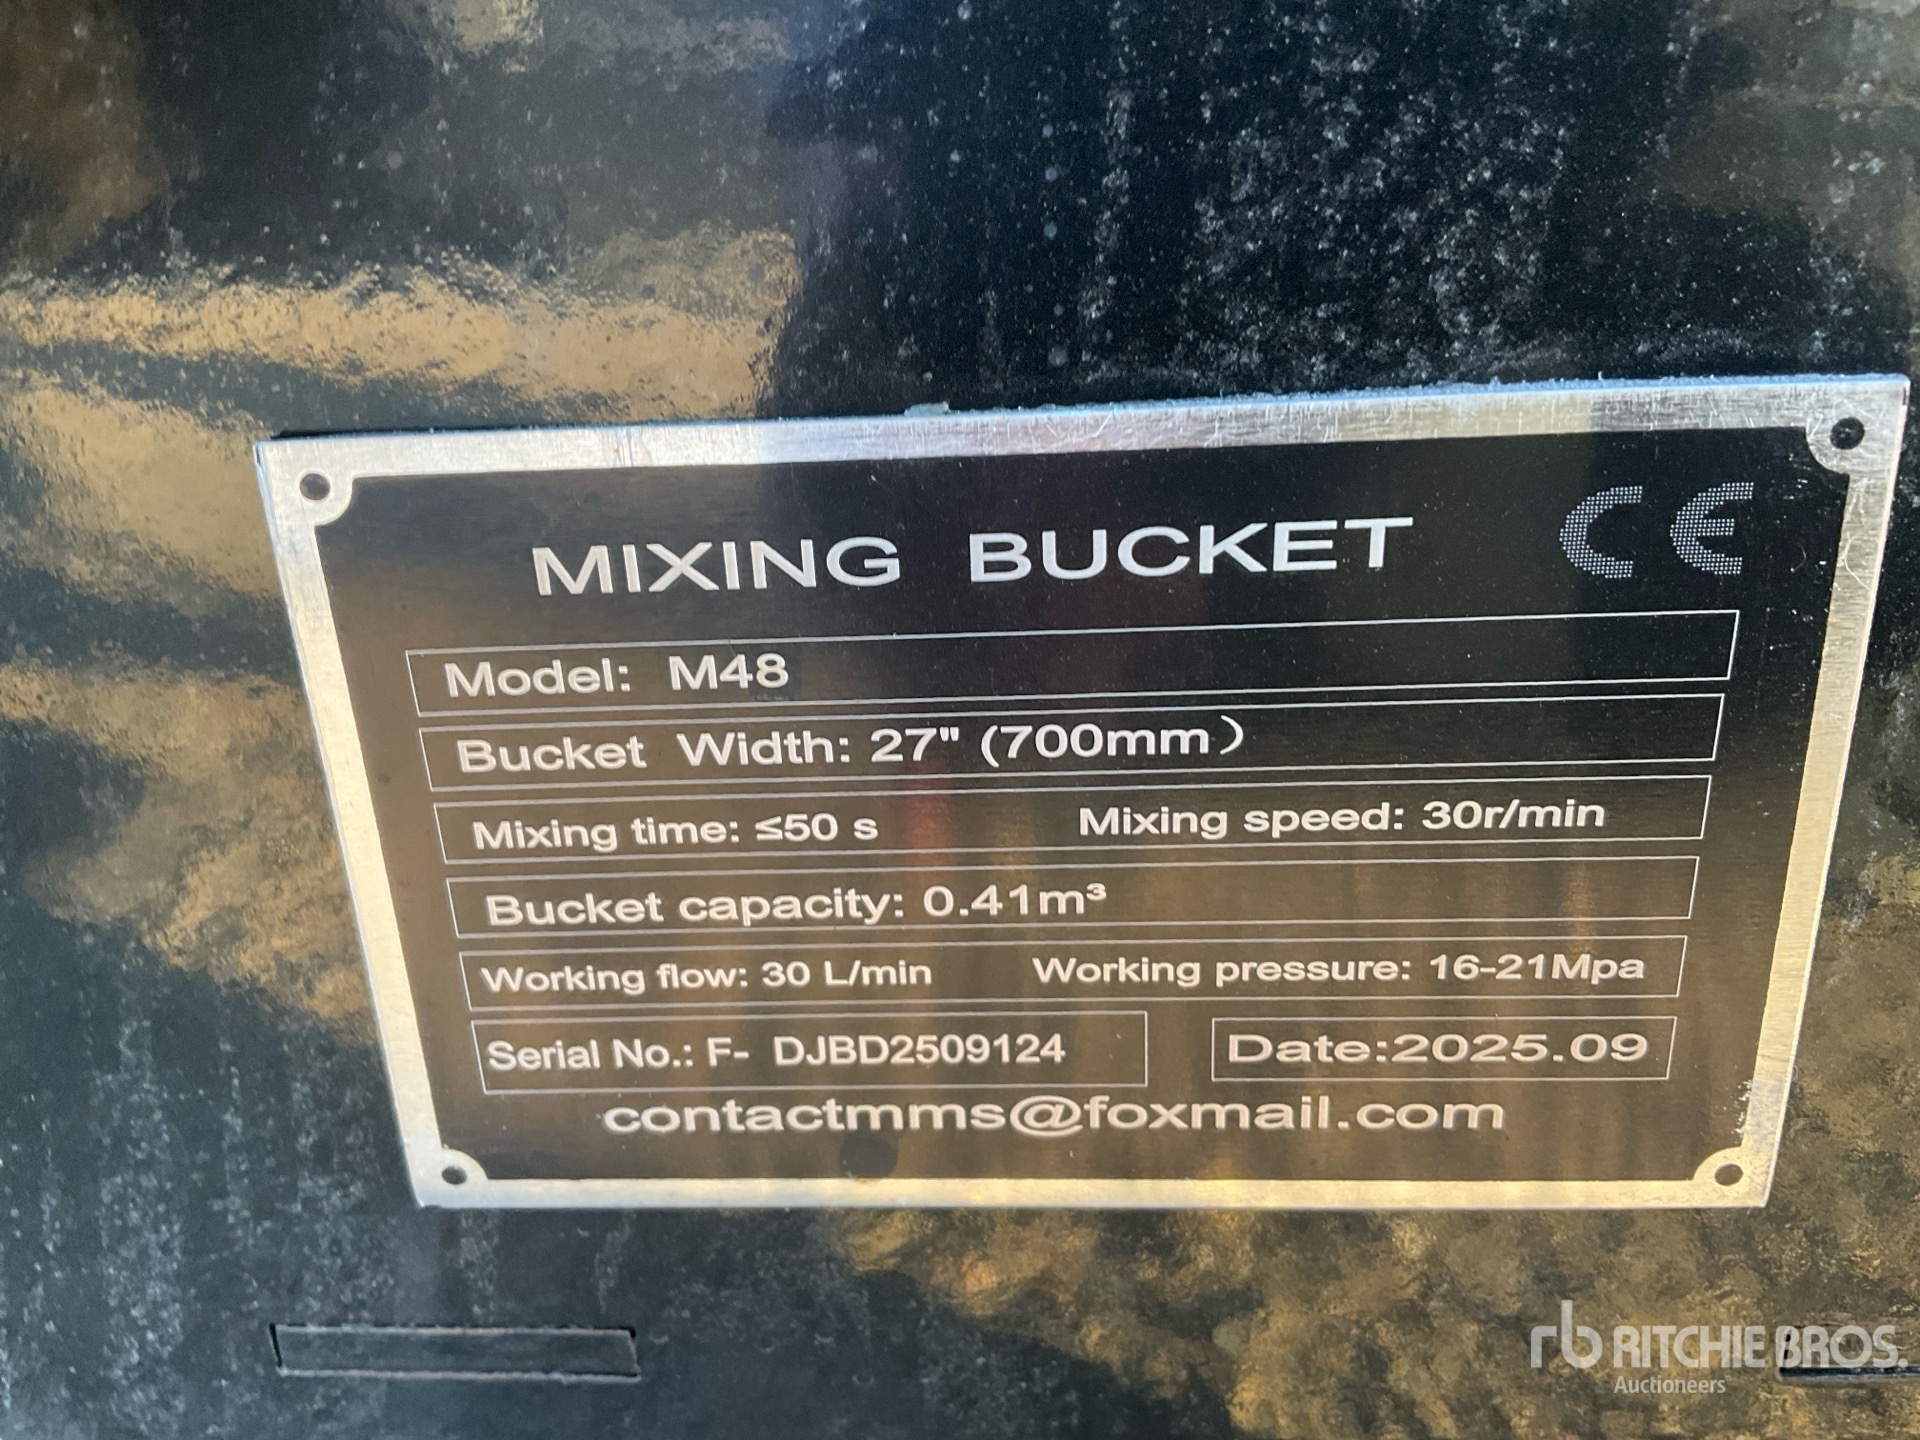 MIXING BUCKET CE
Model: M48
Bucket Width: 27" (700mm）
Mixing time: ≤50 s Mixing speed: 30r/min
Bucket capacity: 0.41m³
Working flow: 30 L/min Working pressure: 16-21Mpa
Serial No.: F- DJBD2509124 Date:2025.09
contactmms@foxmail.com
rb RITCHIE BROS.
Auctioneers